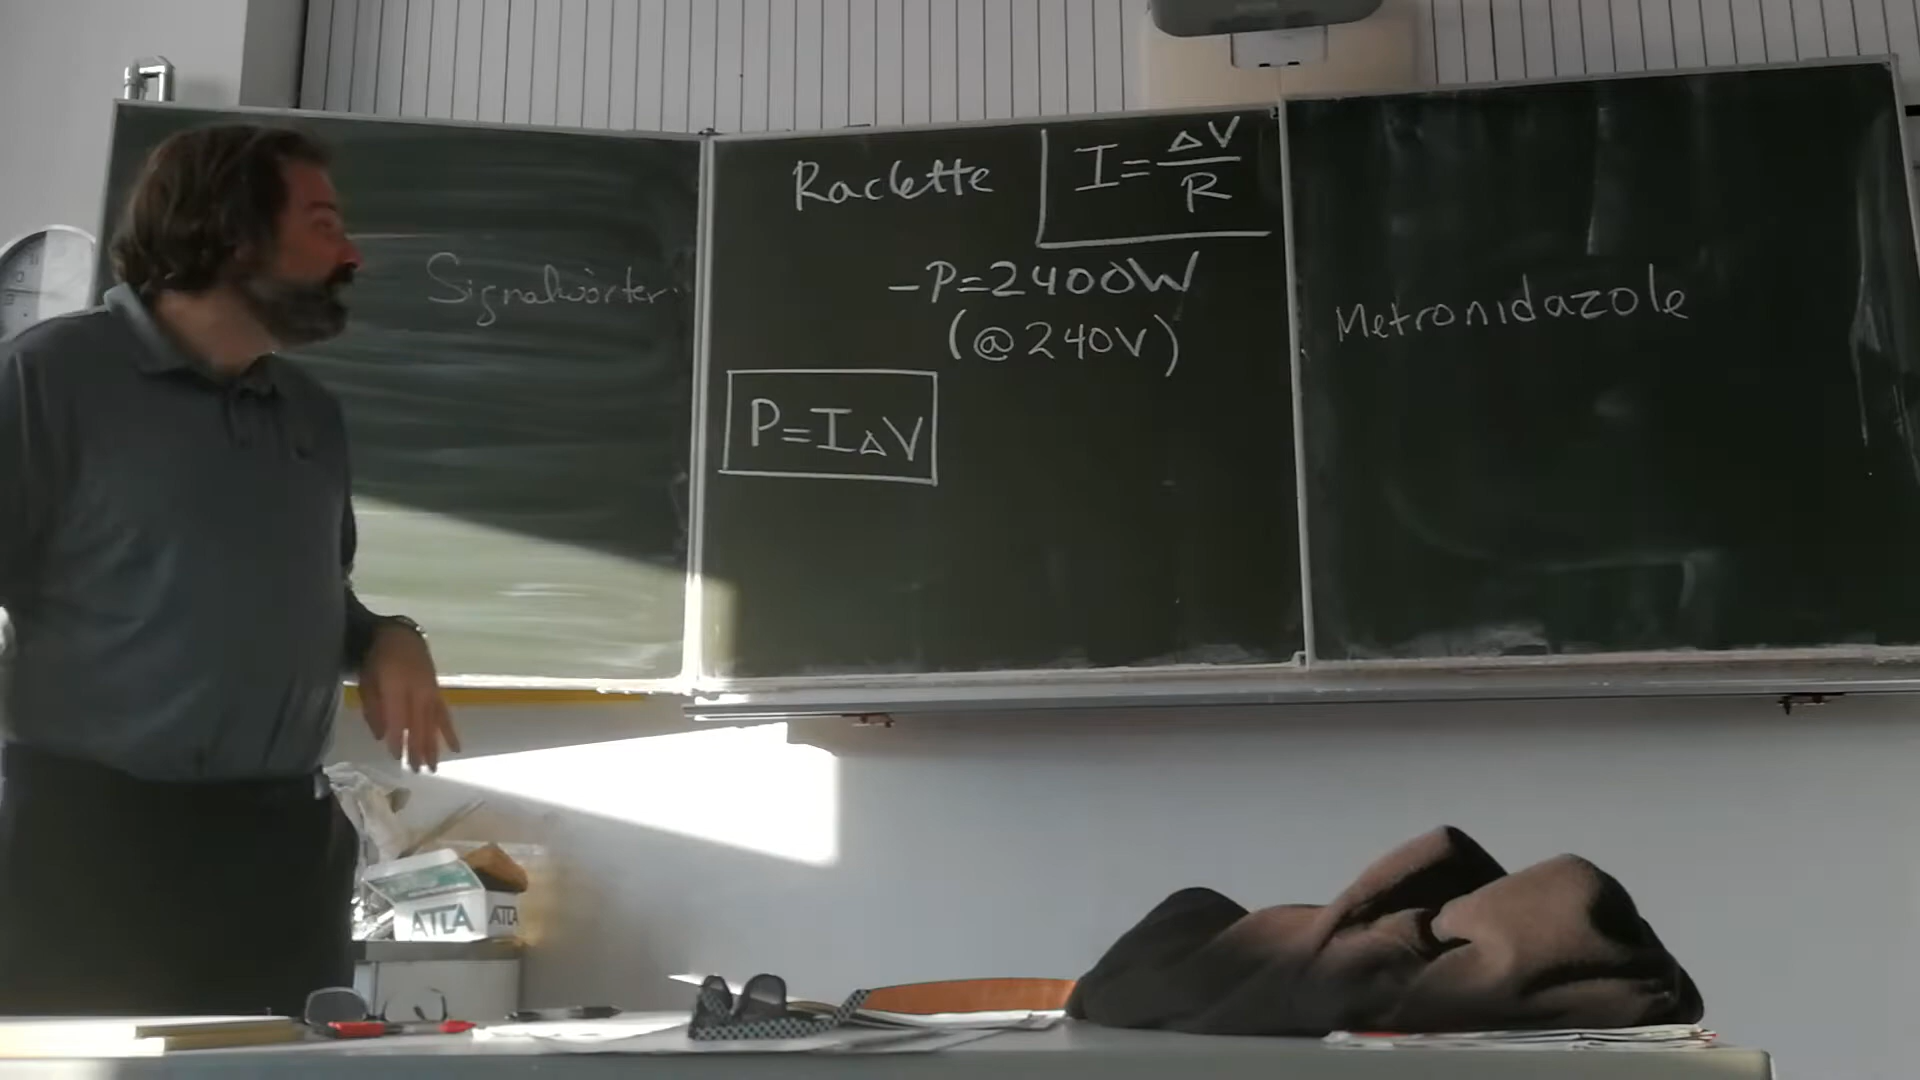 Signalwörter
Raclette
I = ΔV/R
- P = 2400W
(@ 240V)
P = IΔV
Metronidazole
ATLA
ATLA